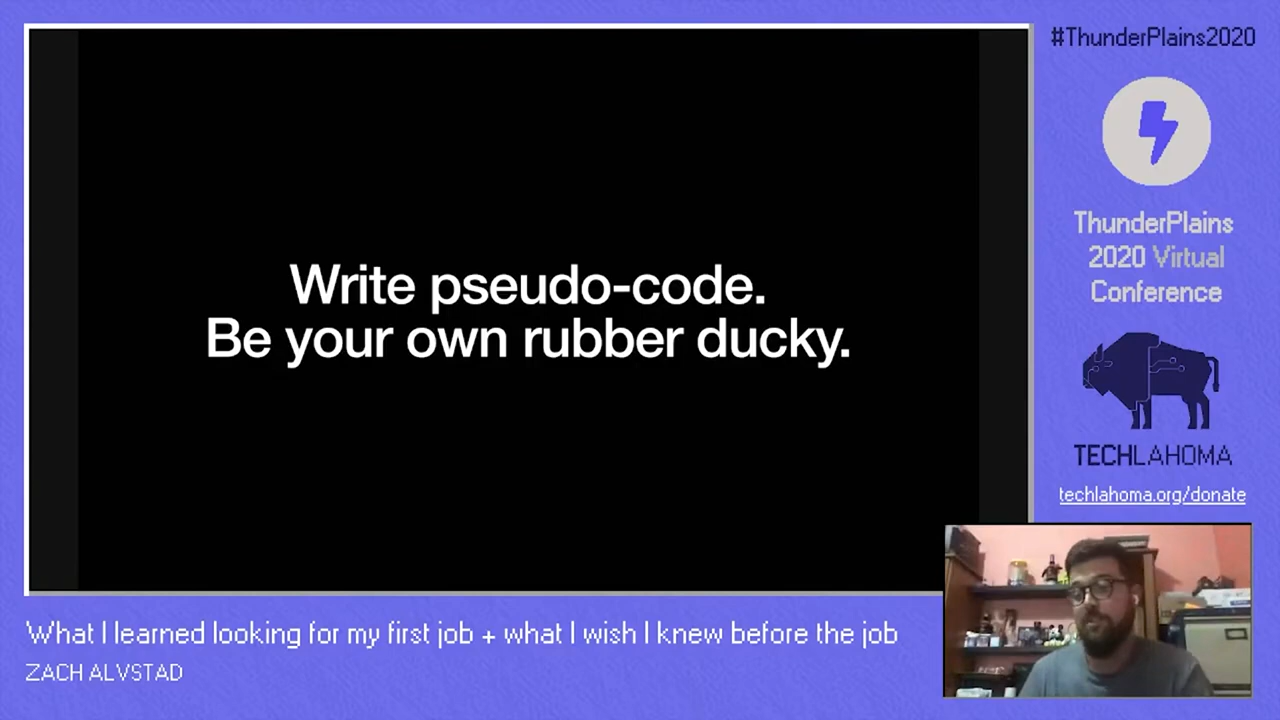 Write pseudo-code.
Be your own rubber ducky.
#ThunderPlains2020
ThunderPlains
2020 Virtual
Conference
TECHLAHOMA
techlahoma.org/donate
What I learned looking for my first job + what I wish I knew before the job
ZACH ALVSTAD